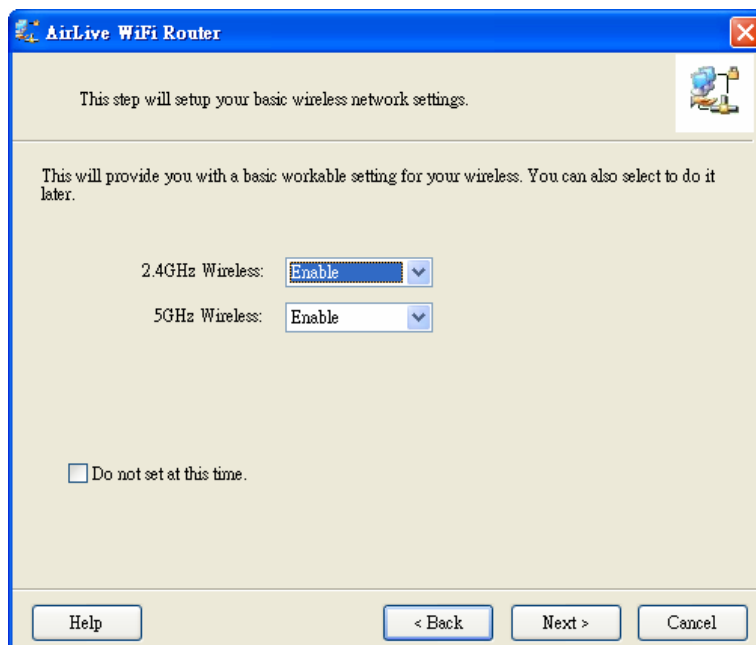 AirLive WiFi Router
This step will setup your basic wireless network settings.
This will provide you with a basic workable setting for your wireless. You can also select to do it
later.
2.4GHz Wireless: Enable
5GHz Wireless: Enable
Do not set at this time.
Help < Back Next > Cancel